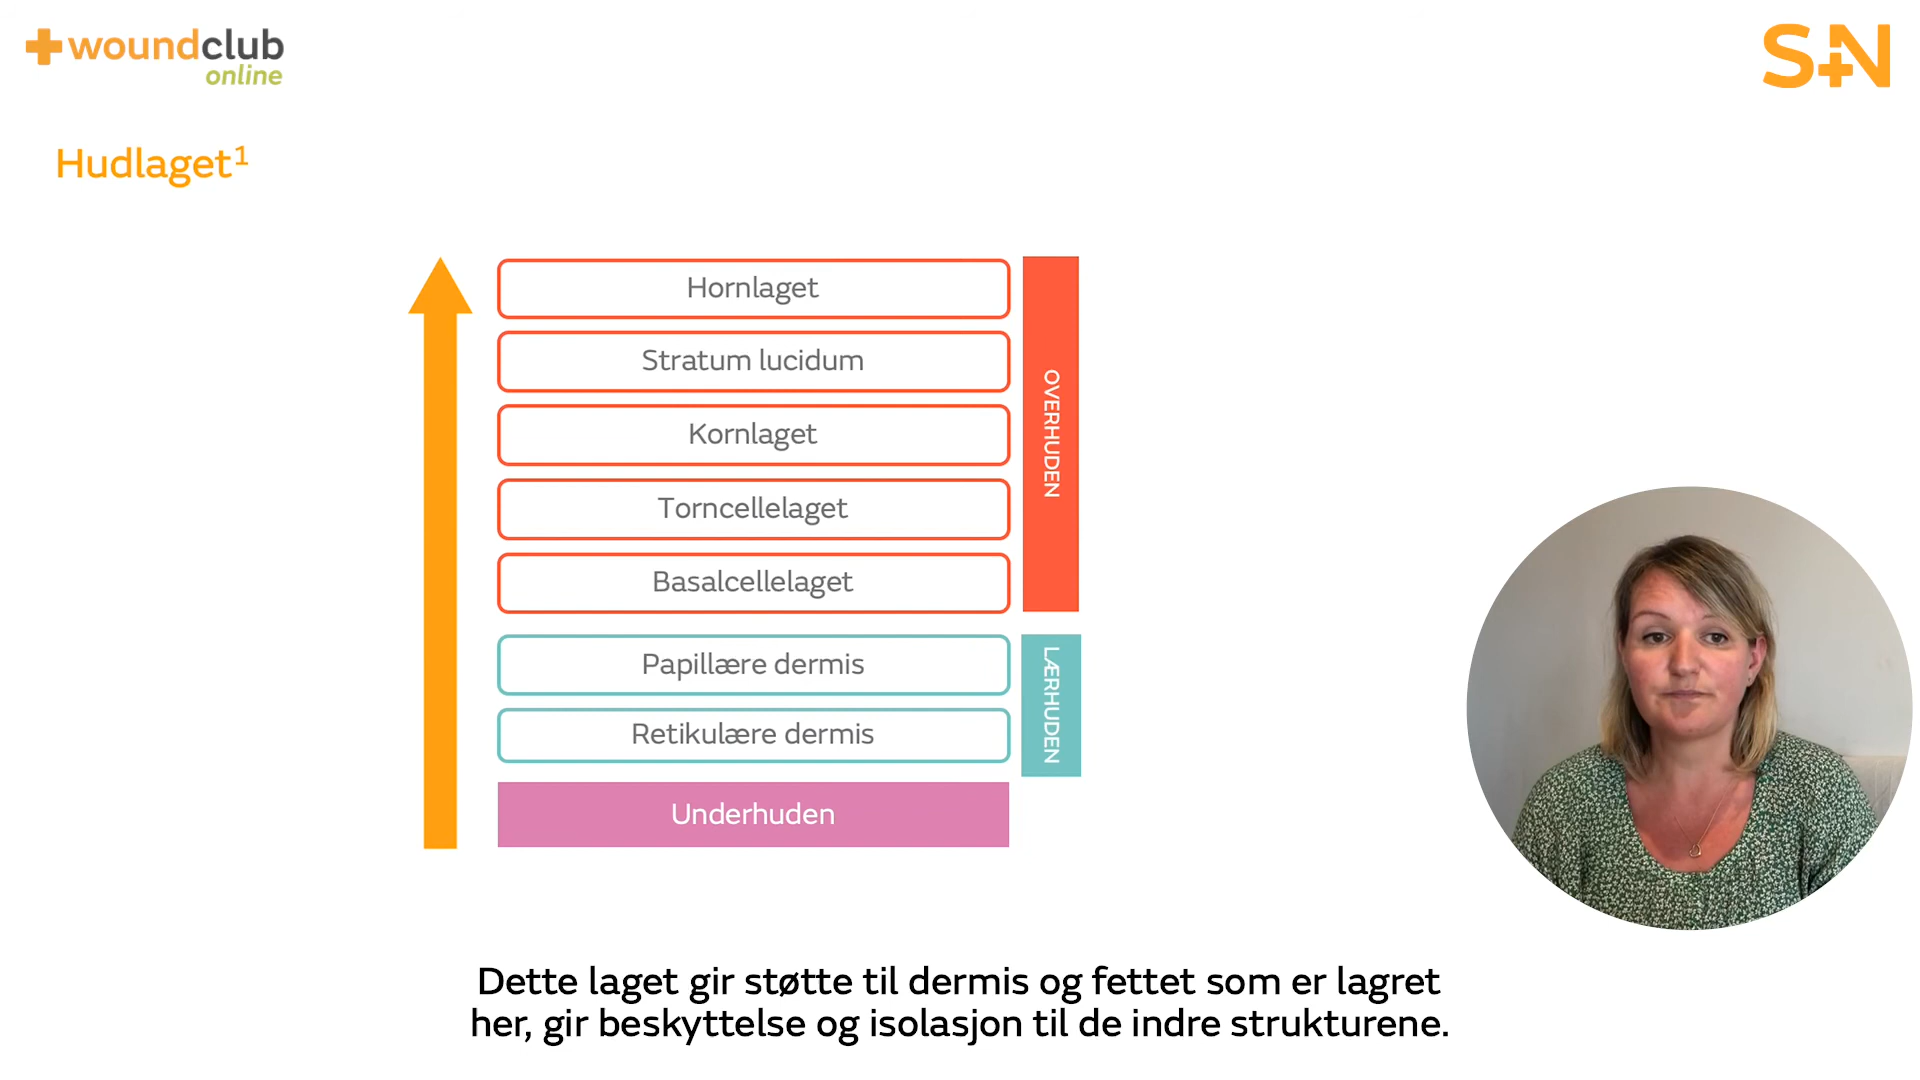 woundclub
online
S+N
Hudlaget¹
Hornlaget
Stratum lucidum
Kornlaget
Torncellelaget
Basalcellelaget
OVERHUDEN
Papillære dermis
Retikulære dermis
LÆRHUDEN
Underhuden
Dette laget gir støtte til dermis og fettet som er lagret
her, gir beskyttelse og isolasjon til de indre strukturene.